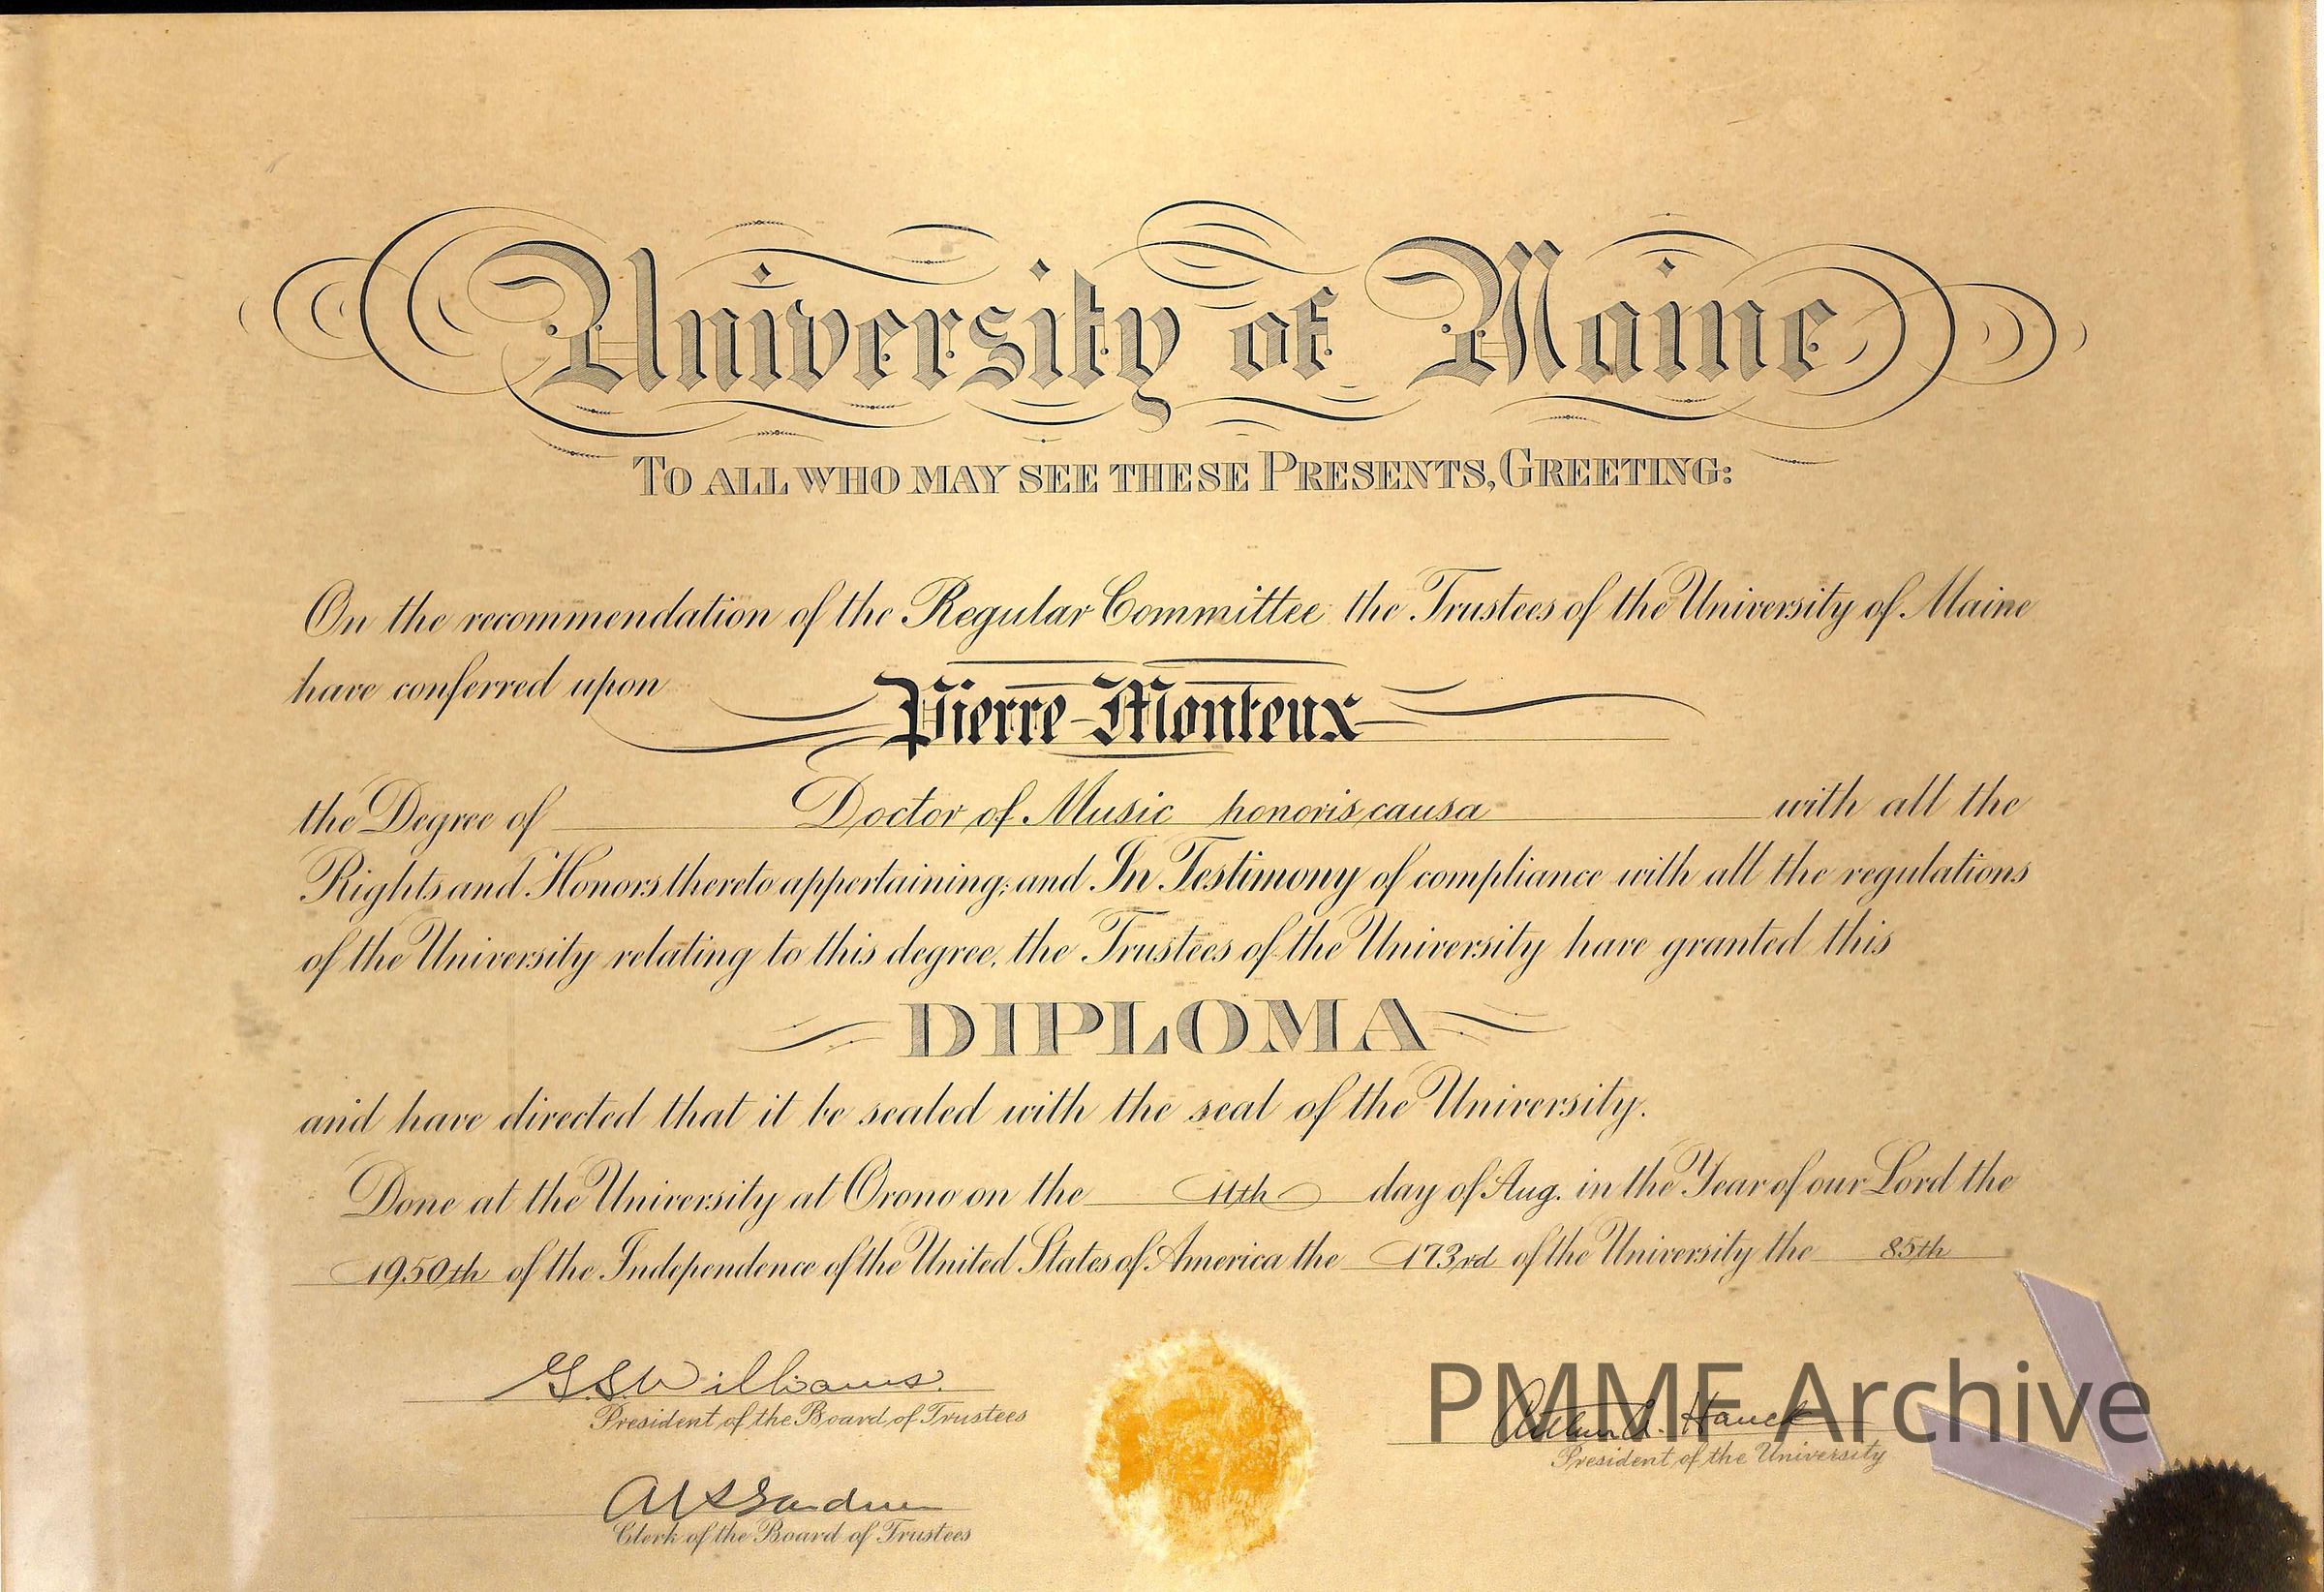 University of Maine
TO ALL WHO MAY SEE THESE PRESENTS, GREETING:
On the recommendation of the Regular Committee the Trustees of the University of Maine
have conferred upon Pierre Monteux
the Degree of Doctor of Music honoris causa with all the
Rights and Honors thereto appertaining; and In Testimony of compliance with all the regulations
of the University relating to this degree, the Trustees of the University have granted this
DIPLOMA
and have directed that it be sealed with the seal of the University.
Done at the University at Orono on the 11th day of Aug. in the Year of our Lord the
1950th of the Independence of the United States of America the 173rd of the University the 85th
G.S. Williams.
President of the Board of Trustees
Arthur A. Hauck
President of the University
PMMF Archive
Clerk of the Board of Trustees